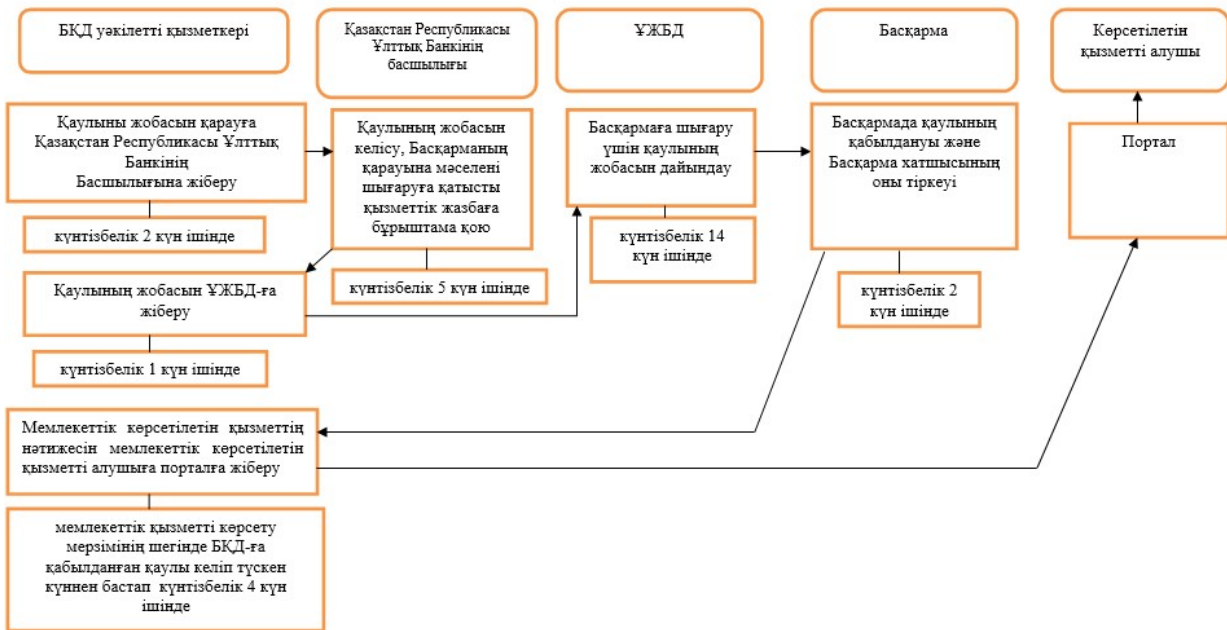 БҚД уәкілетті қызметкері
Қазақстан Республикасы
Ұлттық Банкінің
басшылығы
ҰЖБД
Басқарма
Көрсетілетін
қызметті алушы
Қаулыны жобасын қарауға
Қазақстан Республикасы Ұлттық
Банкінің
Басшылығына жіберу
күнтізбелік 2 күн ішінде
Қаулының жобасын
келісу, Басқарманың
қарауына мәселені
шығаруға қатысты
қызметтік жазбаға
бұрыштама қою
күнтізбелік 5 күн ішінде
Басқармаға шығару
үшін қаулының
жобасын дайындау
күнтізбелік 14
күн ішінде
Басқармада қаулының
қабылдануы және
Басқарма хатшысының
оны тіркеуі
күнтізбелік 2
күн ішінде
Портал
Қаулының жобасын ҰЖБД-ға
жіберу
күнтізбелік 1 күн ішінде
Мемлекеттік көрсетілетін қызметтің
нәтижесін мемлекеттік көрсетілетін
қызметті алушыға порталға жіберу
мемлекеттік қызметті көрсету
мерзімінің шегінде БҚД-ға
қабылданған қаулы келіп түскен
күннен бастап күнтізбелік 4 күн
ішінде